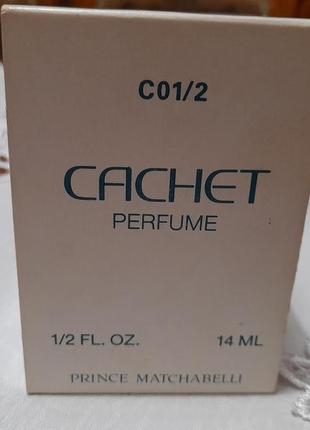 C01/2
CACHET
PERFUME
1/2 FL. OZ. 14 ML
PRINCE MATCHABELLI